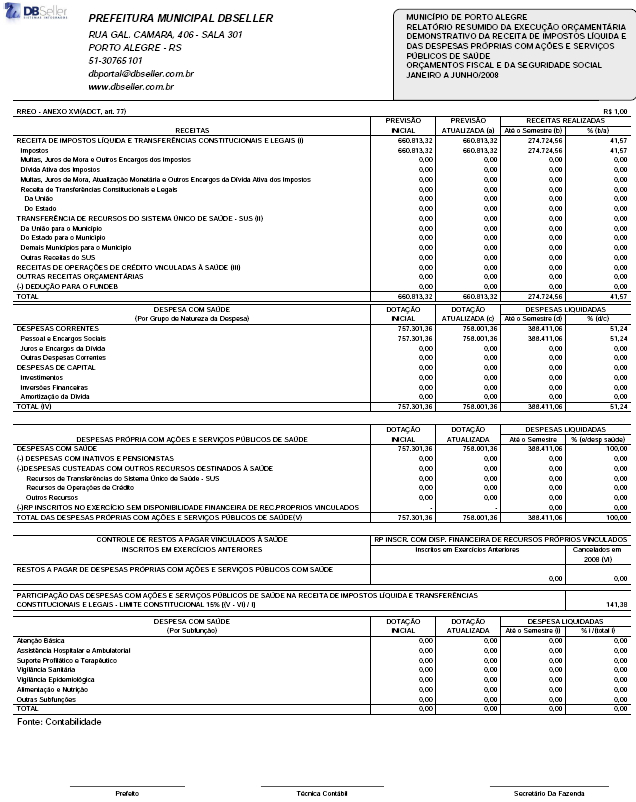 DBSeller
SISTEMAS INTEGRADOS
PREFEITURA MUNICIPAL DBSELLER
RUA GAL. CAMARA, 406 - SALA 301
PORTO ALEGRE - RS
51-30765101
dbportal@dbseller.com.br
www.dbseller.com.br
MUNICÍPIO DE PORTO ALEGRE
RELATÓRIO RESUMIDO DA EXECUÇÃO ORÇAMENTÁRIA
DEMONSTRATIVO DA RECEITA DE IMPOSTOS LÍQUIDA E
DAS DESPESAS PRÓPRIAS COM AÇÕES E SERVIÇOS
PÚBLICOS DE SAÚDE
ORÇAMENTOS FISCAL E DA SEGURIDADE SOCIAL
JANEIRO A JUNHO/2008
RREO - ANEXO XVI(ADCT, art. 77) R$ 1,00
PREVISÃO PREVISÃO RECEITAS REALIZADAS
RECEITAS INICIAL ATUALIZADA (a) Até o Semestre (b) % (b/a)
RECEITA DE IMPOSTOS LÍQUIDA E TRANSFERÊNCIAS CONSTITUCIONAIS E LEGAIS (I) 660.813,32 660.813,32 274.724,56 41,57
Impostos 660.813,32 660.813,32 274.724,56 41,57
Multas, Juros de Mora e Outros Encargos dos Impostos 0,00 0,00 0,00 0,00
Dívida Ativa dos Impostos 0,00 0,00 0,00 0,00
Multas, Juros de Mora, Atualização Monetária e Outros Encargos da Dívida Ativa dos Impostos 0,00 0,00 0,00 0,00
Receita de Transferências Constitucionais e Legais 0,00 0,00 0,00 0,00
Da União 0,00 0,00 0,00 0,00
Do Estado 0,00 0,00 0,00 0,00
TRANSFERÊNCIA DE RECURSOS DO SISTEMA ÚNICO DE SAÚDE - SUS (II) 0,00 0,00 0,00 0,00
Da União para o Município 0,00 0,00 0,00 0,00
Do Estado para o Município 0,00 0,00 0,00 0,00
Demais Municípios para o Município 0,00 0,00 0,00 0,00
Outras Receitas do SUS 0,00 0,00 0,00 0,00
RECEITAS DE OPERAÇÕES DE CRÉDITO VNCULADAS À SAÚDE (III) 0,00 0,00 0,00 0,00
OUTRAS RECEITAS ORÇAMENTÁRIAS 0,00 0,00 0,00 0,00
(-) DEDUÇÃO PARA O FUNDEB 0,00 0,00 0,00 0,00
TOTAL 660.813,32 660.813,32 274.724,56 41,57
DESPESA COM SAÚDE DOTAÇÃO DOTAÇÃO DESPESAS LIQUIDADAS
(Por Grupo de Natureza da Despesa) INICIAL ATUALIZADA (c) Até o Semestre (d) % (d/c)
DESPESAS CORRENTES 757.301,36 758.001,36 388.411,06 51,24
Pessoal e Encargos Sociais 757.301,36 758.001,36 388.411,06 51,24
Juros e Encargos da Dívida 0,00 0,00 0,00 0,00
Outras Despesas Correntes 0,00 0,00 0,00 0,00
DESPESAS DE CAPITAL 0,00 0,00 0,00 0,00
Investimentos 0,00 0,00 0,00 0,00
Inversões Financeiras 0,00 0,00 0,00 0,00
Amortização da Dívida 0,00 0,00 0,00 0,00
TOTAL (IV) 757.301,36 758.001,36 388.411,06 51,24
DOTAÇÃO DOTAÇÃO DESPESAS LIQUIDADAS
DESPESAS PRÓPRIA COM AÇÕES E SERVIÇOS PÚBLICOS DE SAÚDE INICIAL ATUALIZADA Até o Semestre % (e/desp saúde)
DESPESAS COM SAÚDE 757.301,36 758.001,36 388.411,06 100,00
(-) DESPESAS COM INATIVOS E PENSIONISTAS 0,00 0,00 0,00 0,00
(-)DESPESAS CUSTEADAS COM OUTROS RECURSOS DESTINADOS À SAÚDE 0,00 0,00 0,00 0,00
Recursos de Transferências do Sistema Único de Saúde - SUS 0,00 0,00 0,00 0,00
Recursos de Operações de Crédito 0,00 0,00 0,00 0,00
Outros Recursos 0,00 0,00 0,00 0,00
(-)RP INSCRITOS NO EXERCÍCIO SEM DISPONIBILIDADE FINANCEIRA DE REC.PROPRIOS VINCULADOS - - 0,00 0,00
TOTAL DAS DESPESAS PRÓPRIAS COM AÇÕES E SERVIÇOS PÚBLICOS DE SAÚDE(V) 757.301,36 758.001,36 388.411,06 100,00
CONTROLE DE RESTOS A PAGAR VINCULADOS À SAÚDE RP INSCR. COM DISP. FINANCEIRA DE RECURSOS PRÓPRIOS VINCULADOS
INSCRITOS EM EXERCÍCIOS ANTERIORES Inscritos em Exercícios Anteriores Cancelados em
2008 (VI)
RESTOS A PAGAR DE DESPESAS PRÓPRIAS COM AÇÕES E SERVIÇOS PÚBLICOS COM SAÚDE
0,00 0,00
PARTICIPAÇÃO DAS DESPESAS COM AÇÕES E SERVIÇOS PÚBLICOS DE SAÚDE NA RECEITA DE IMPOSTOS LÍQUIDA E TRANSFERÊNCIAS
CONSTITUCIONAIS E LEGAIS - LIMITE CONSTITUCIONAL 15% [(V - VI) / I] 141,38
DESPESA COM SAÚDE DOTAÇÃO DOTAÇÃO DESPESA LIQUIDADAS
(Por Subfunção) INICIAL ATUALIZADA Até o Semestre (i) % i / (total i)
Atenção Básica 0,00 0,00 0,00 0,00
Assistência Hospitalar e Ambulatorial 0,00 0,00 0,00 0,00
Suporte Profilático e Terapêutico 0,00 0,00 0,00 0,00
Vigilância Sanitária 0,00 0,00 0,00 0,00
Vigilância Epidemiológica 0,00 0,00 0,00 0,00
Alimentação e Nutrição 0,00 0,00 0,00 0,00
Outras Subfunções 0,00 0,00 0,00 0,00
TOTAL 0,00 0,00 0,00 0,00
Fonte: Contabilidade
Prefeito Técnica Contábil Secretário Da Fazenda